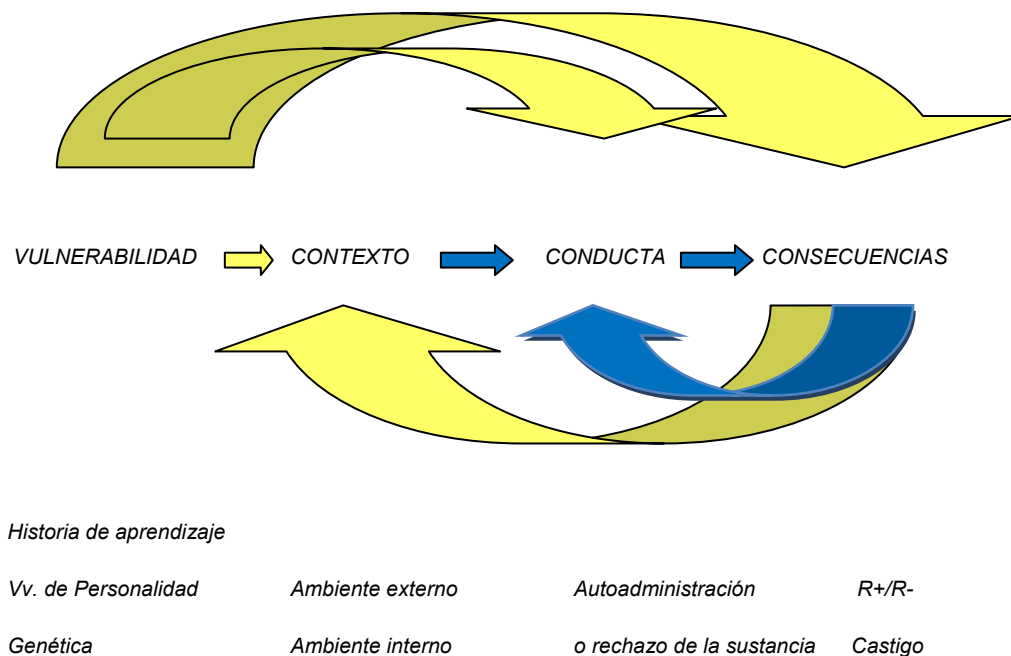 VULNERABILIDAD CONTEXTO CONDUCTA CONSECUENCIAS
Historia de aprendizaje
Vv. de Personalidad Ambiente externo Autoadministración R+/R-
Genética Ambiente interno o rechazo de la sustancia Castigo